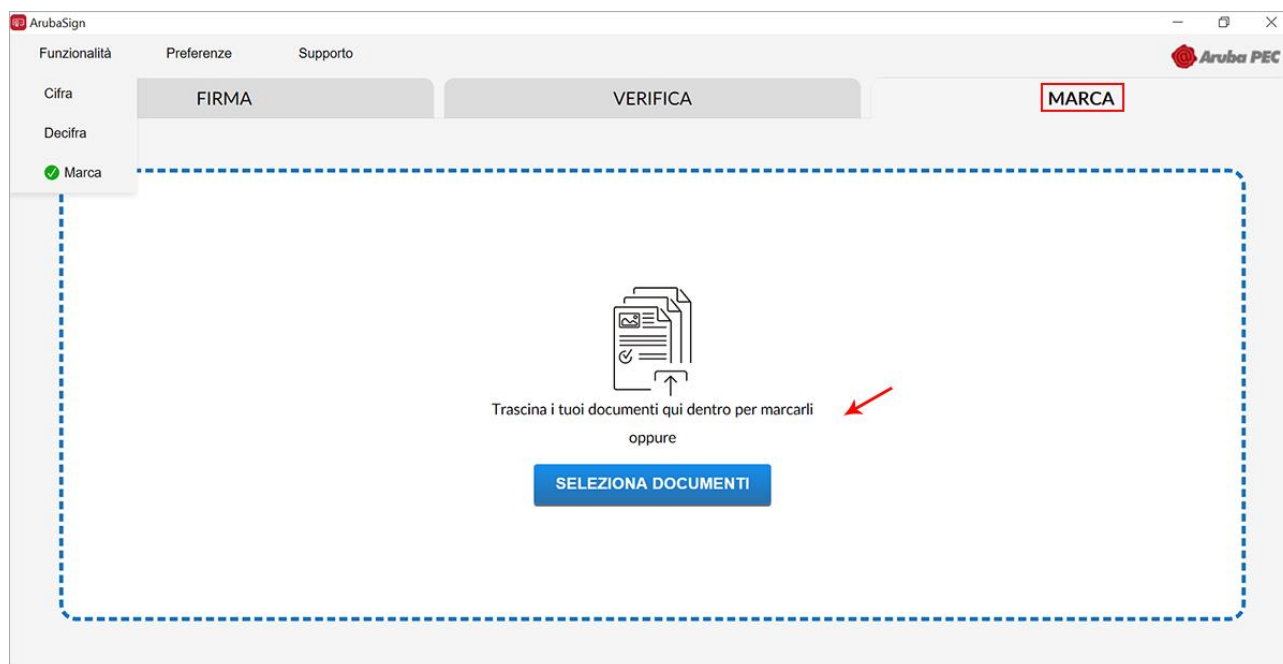 ArubaSign
Funzionalità Preferenze Supporto
Aruba PEC
Cifra
Decifra
Marca
FIRMA VERIFICA MARCA
Trascina i tuoi documenti qui dentro per marcarli
oppure
SELEZIONA DOCUMENTI